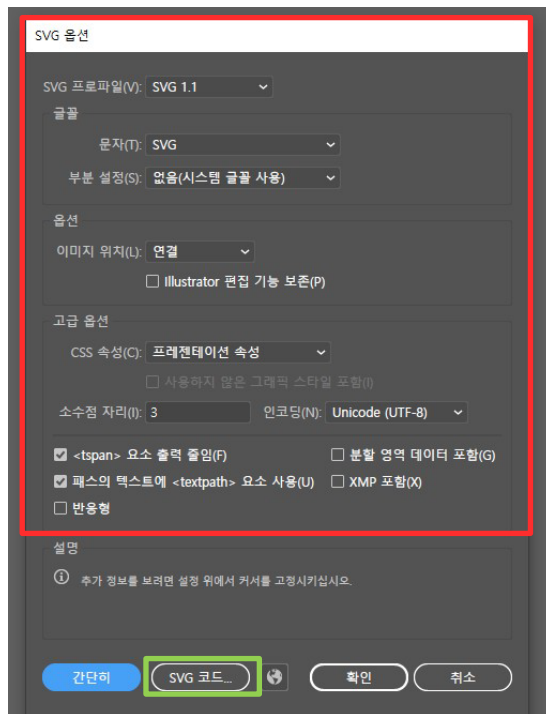 SVG 옵션
SVG 프로파일(V): SVG 1.1
글꼴
문자(T): SVG
부분 설정(S): 없음(시스템 글꼴 사용)
옵션
이미지 위치(L): 연결
Illustrator 편집 기능 보존(P)
고급 옵션
CSS 속성(C): 프레젠테이션 속성
사용하지 않은 그래픽 스타일 포함(I)
소수점 자리(I): 3 인코딩(N): Unicode (UTF-8)
<tspan> 요소 출력 줄임(F) 분할 영역 데이터 포함(G)
패스의 텍스트에 <textpath> 요소 사용(U) XMP 포함(X)
반응형
설명
추가 정보를 보려면 설정 위에서 커서를 고정시키십시오.
간단히 SVG 코드... 확인 취소